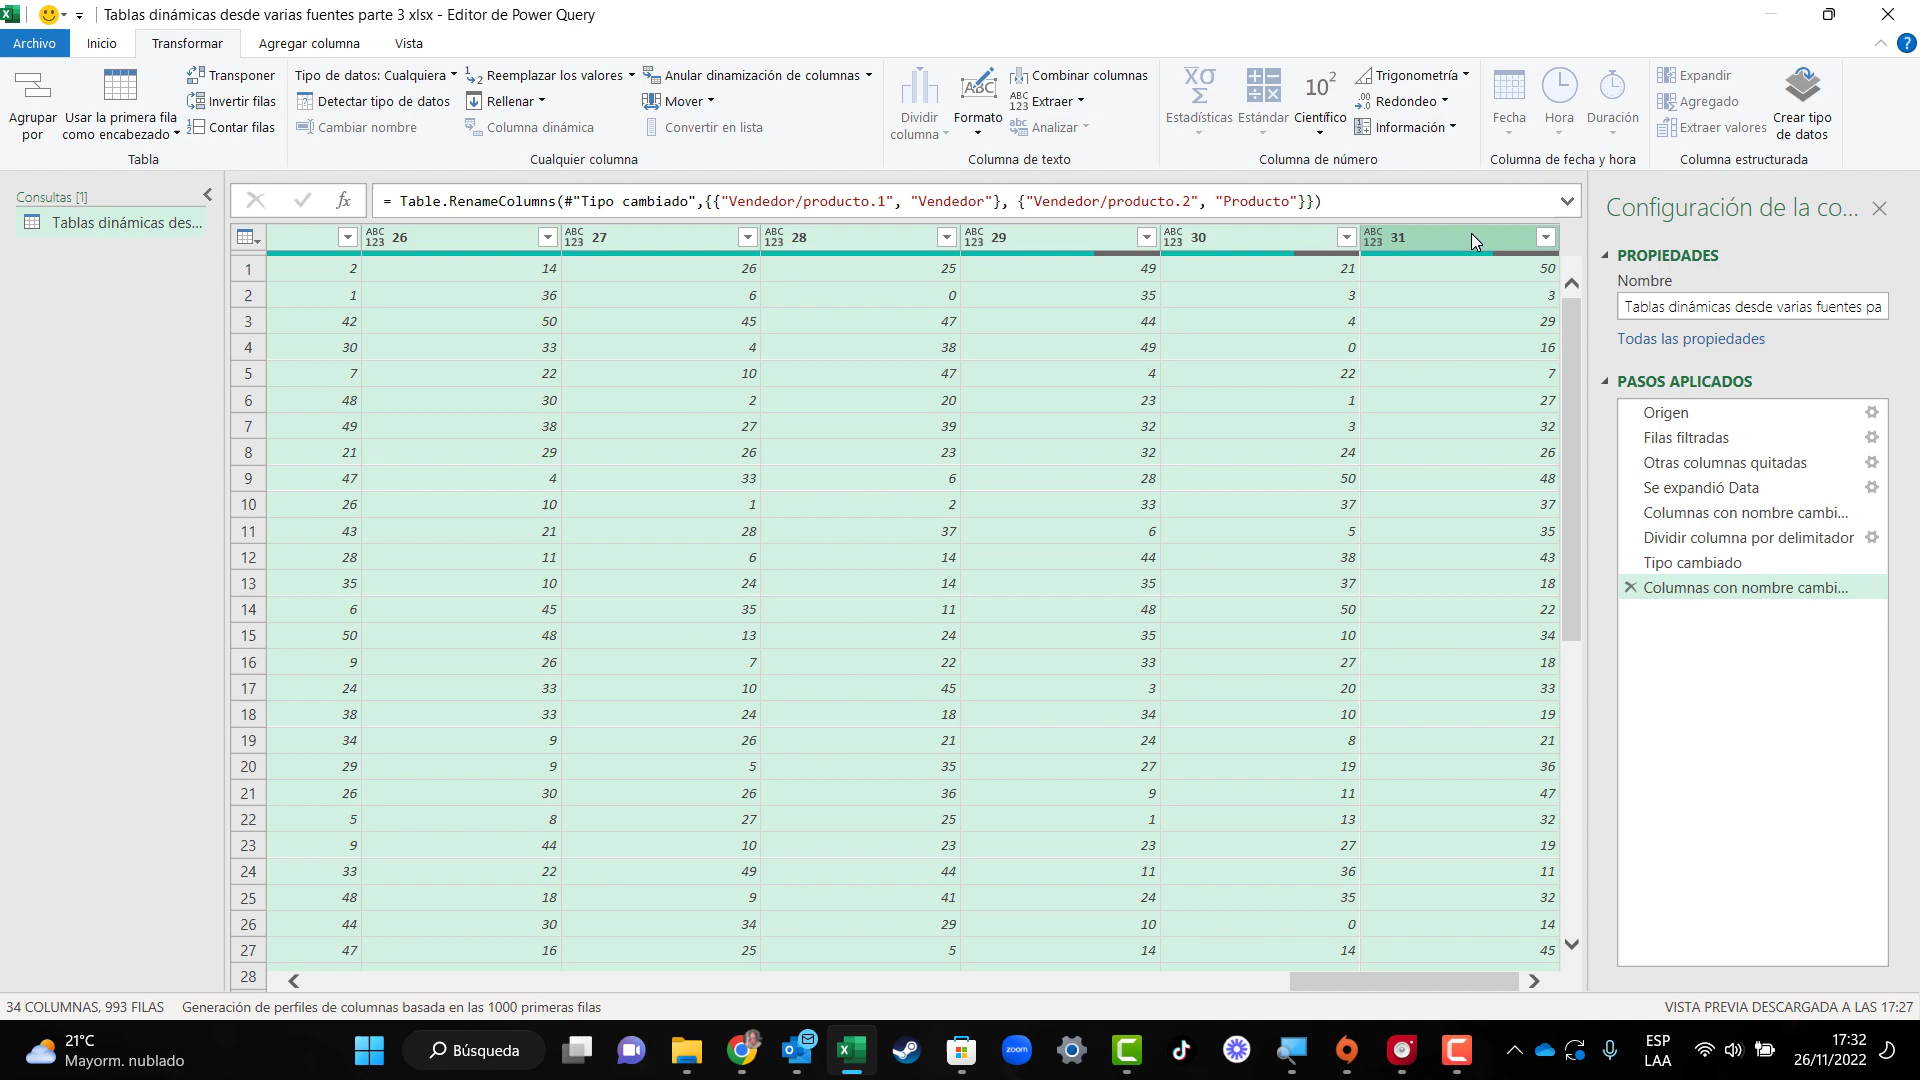 Tablas dinámicas desde varias fuentes parte 3 xlsx - Editor de Power Query
Archivo Inicio Transformar Agregar columna Vista
Agrupar por
Usar la primera fila como encabezado
Transponer
Invertir filas
Contar filas
Tabla
Tipo de datos: Cualquiera
Detectar tipo de datos
Cambiar nombre
Reemplazar los valores
Rellenar
Columna dinámica
Anular dinamización de columnas
Mover
Convertir en lista
Cualquier columna
Dividir columna
Formato
Combinar columnas
Extraer
Analizar
Columna de texto
Estadísticas
Estándar
Científico
Trigonometría
Redondeo
Información
Columna de número
Fecha
Hora
Duración
Columna de fecha y hora
Expandir
Agregado
Extraer valores
Crear tipo de datos
Columna estructurada
Consultas [1]
Tablas dinámicas des...
= Table.RenameColumns(#"Tipo cambiado",{{"Vendedor/producto.1", "Vendedor"}, {"Vendedor/producto.2", "Producto"}})
ABC 123 26 ABC 123 27 ABC 123 28 ABC 123 29 ABC 123 30 ABC 123 31
1 2 14 26 25 49 21 50
2 1 36 6 0 35 3 3
3 42 50 45 47 44 4 29
4 30 33 4 38 49 0 16
5 7 22 10 47 4 22 7
6 48 30 2 20 23 1 27
7 49 38 27 39 32 3 32
8 21 29 26 23 32 24 26
9 47 4 33 6 28 50 48
10 26 10 1 2 33 37 37
11 43 21 28 37 6 5 35
12 28 11 6 14 44 38 43
13 35 10 24 14 35 37 18
14 6 45 35 11 48 50 22
15 50 48 13 24 35 10 34
16 9 26 7 22 33 27 18
17 24 33 10 45 3 20 33
18 38 33 24 18 34 10 19
19 34 9 26 21 24 8 21
20 29 9 5 35 27 19 36
21 26 30 26 36 9 11 47
22 5 8 27 25 1 13 32
23 9 44 10 23 23 27 19
24 33 22 49 44 11 36 11
25 48 18 9 41 24 35 32
26 44 30 34 29 10 0 14
27 47 16 25 5 14 14 45
28
Configuración de la co...
PROPIEDADES
Nombre
Tablas dinámicas desde varias fuentes pa
Todas las propiedades
PASOS APLICADOS
Origen
Filas filtradas
Otras columnas quitadas
Se expandió Data
Columnas con nombre cambi...
Dividir columna por delimitador
Tipo cambiado
Columnas con nombre cambi...
34 COLUMNAS, 993 FILAS Generación de perfiles de columnas basada en las 1000 primeras filas VISTA PREVIA DESCARGADA A LAS 17:27
21°C
Mayorm. nublado
Búsqueda
zoom
ESP
LAA
17:32
26/11/2022